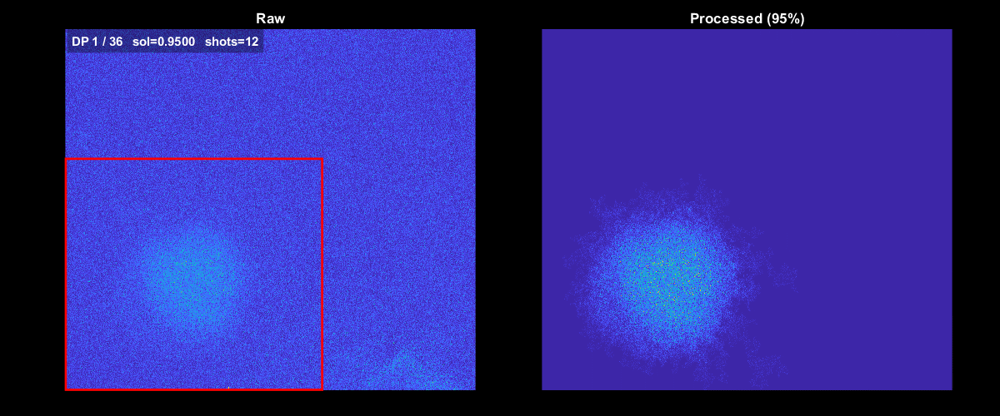 Raw
Processed (95%)
DP 1 / 36 sol=0.9500 shots=12